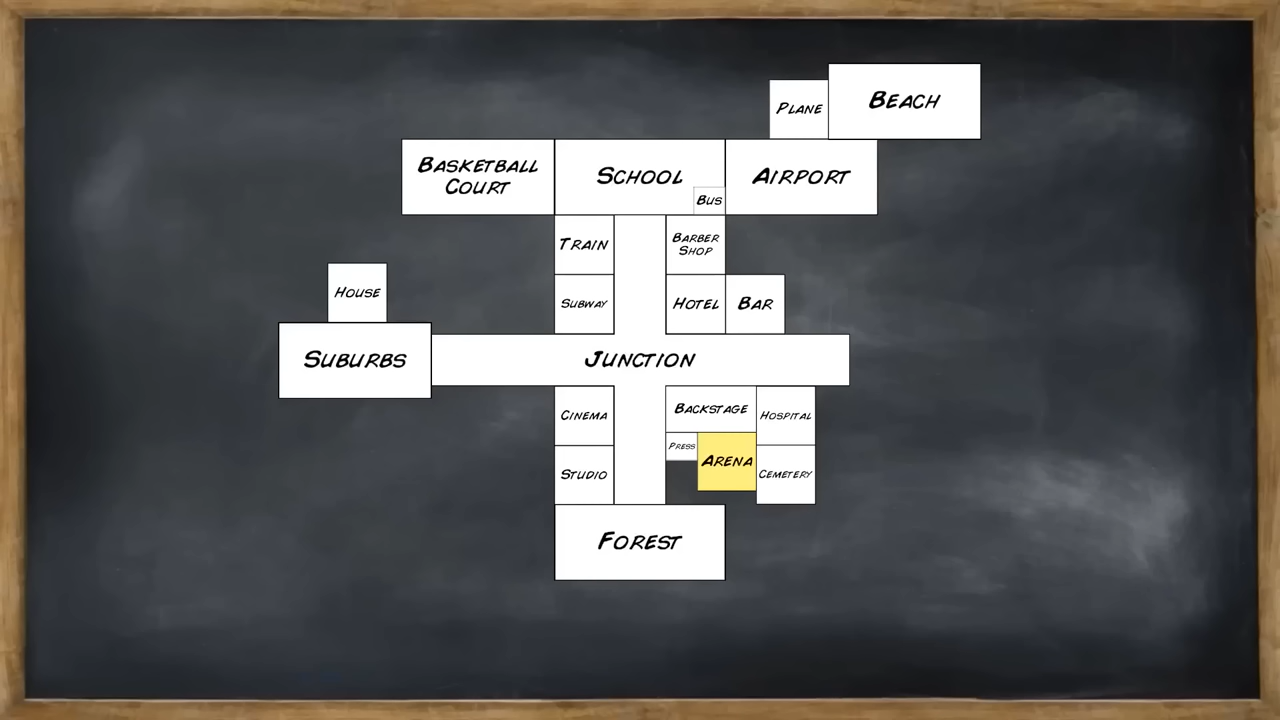 Plane
Beach
Basketball
Court
School
Airport
Bus
Train
Barber
Shop
House
Subway
Hotel
Bar
Suburbs
Junction
Cinema
Backstage
Hospital
Press
Arena
Studio
Cemetery
Forest